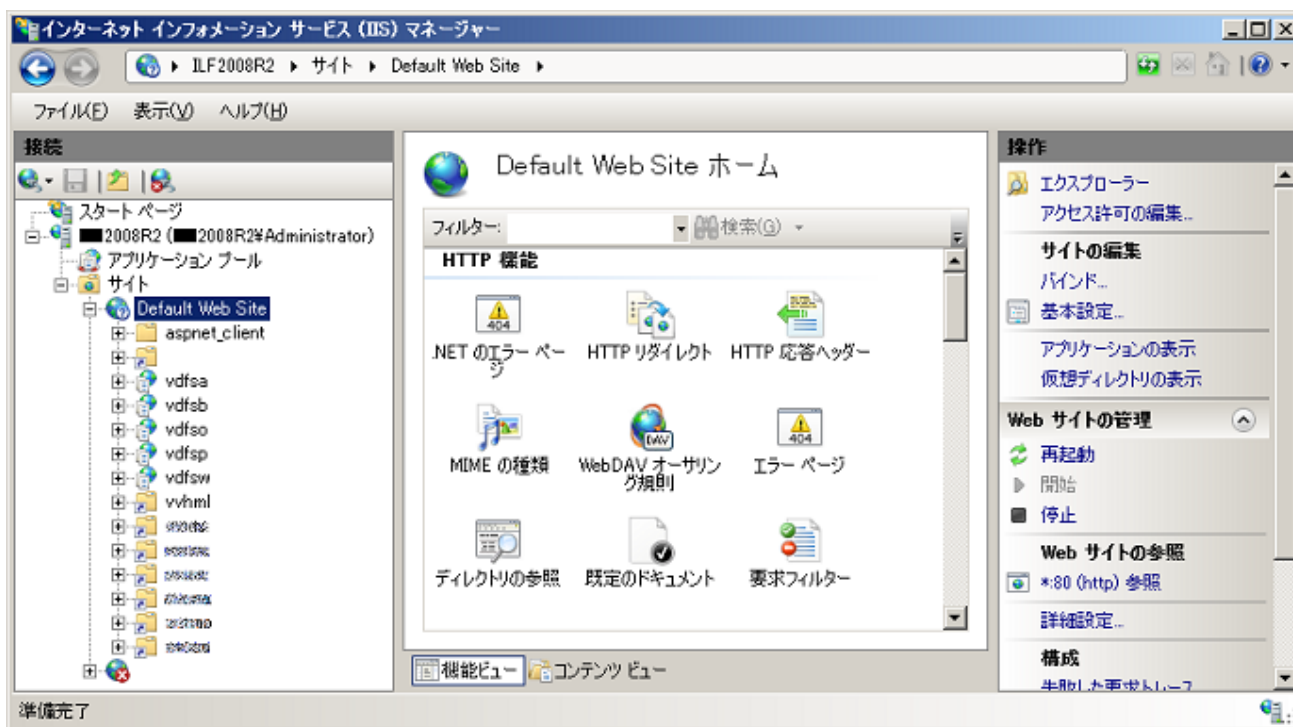 インターネット インフォメーション サービス (IIS) マネージャー
ILF2008R2 サイト Default Web Site
ファイル(F) 表示(V) ヘルプ(H)
接続
スタート ページ
2008R2 (2008R2¥Administrator)
アプリケーション プール
サイト
Default Web Site
aspnet_client
vdfsa
vdfsb
vdfso
vdfsp
vdfsw
vvhml
Default Web Site ホーム
フィルター: 検索(G)
HTTP 機能
.NET のエラー ページ
HTTP リダイレクト
HTTP 応答ヘッダー
404
MIME の種類
WebDAV オーサリング規則
DAV
エラー ページ
404
ディレクトリの参照
既定のドキュメント
要求フィルター
機能ビュー
コンテンツ ビュー
操作
エクスプローラー
アクセス許可の編集...
サイトの編集
バインド...
基本設定...
アプリケーションの表示
仮想ディレクトリの表示
Web サイトの管理
再起動
開始
停止
Web サイトの参照
*:80 (http) 参照
詳細設定...
構成
失敗した要求トレース
準備完了